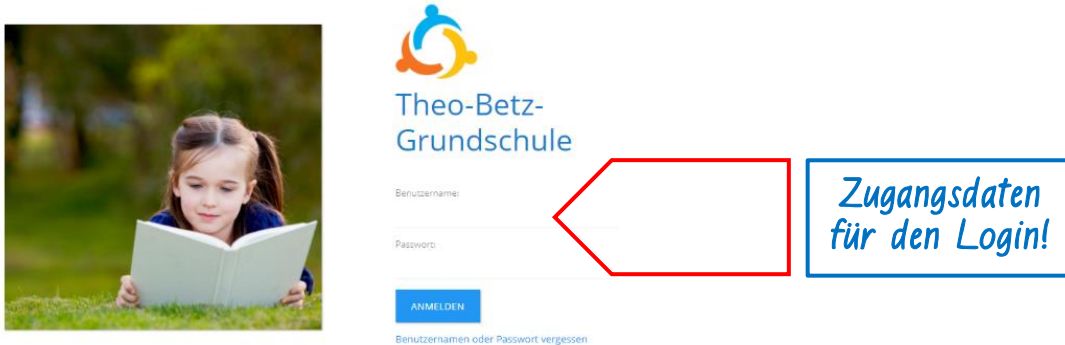 Theo-Betz-
Grundschule
Benutzername:
Passwort:
ANMELDEN
Benutzernamen oder Passwort vergessen
Zugangsdaten
für den Login!